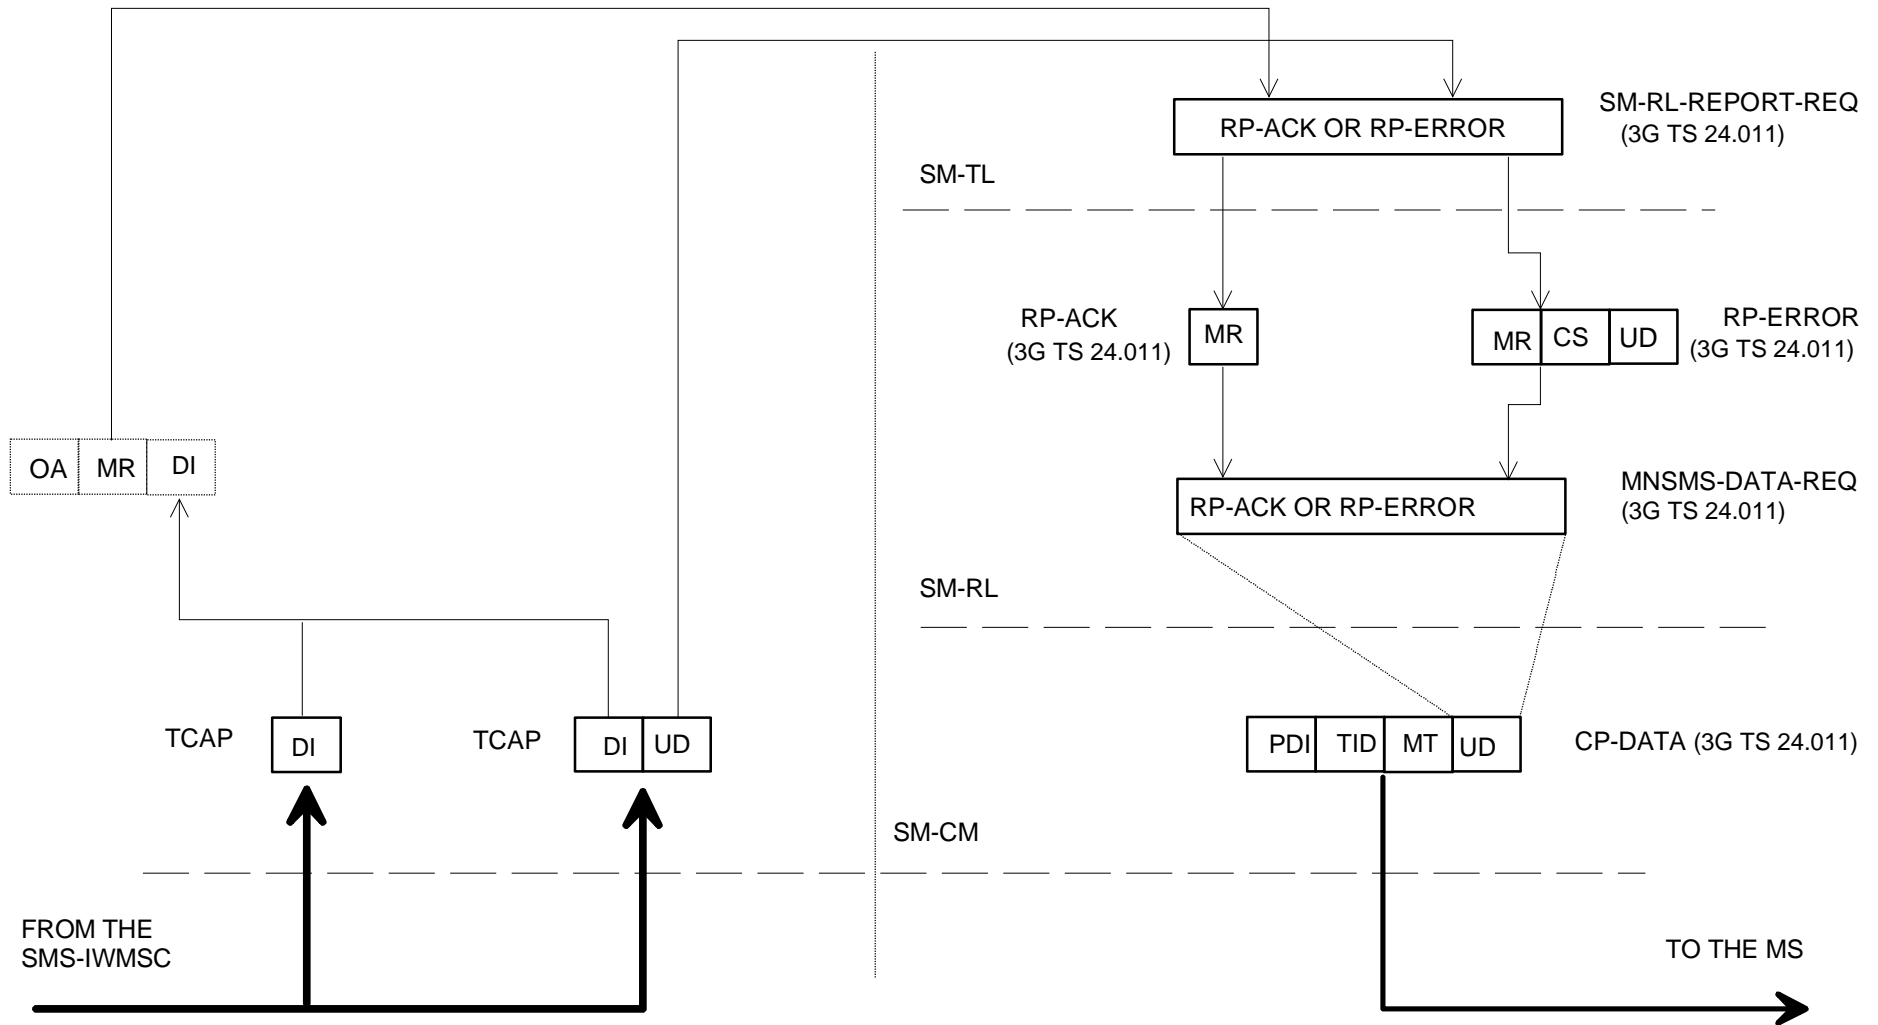 RP-ACK OR RP-ERROR
SM-RL-REPORT-REQ
(3G TS 24.011)
SM-TL
RP-ACK
(3G TS 24.011)
MR
MR CS UD
RP-ERROR
(3G TS 24.011)
OA MR DI
RP-ACK OR RP-ERROR
MNSMS-DATA-REQ
(3G TS 24.011)
SM-RL
TCAP
DI
TCAP
DI UD
PDI TID MT UD
CP-DATA (3G TS 24.011)
SM-CM
FROM THE
SMS-IWMSC
TO THE MS